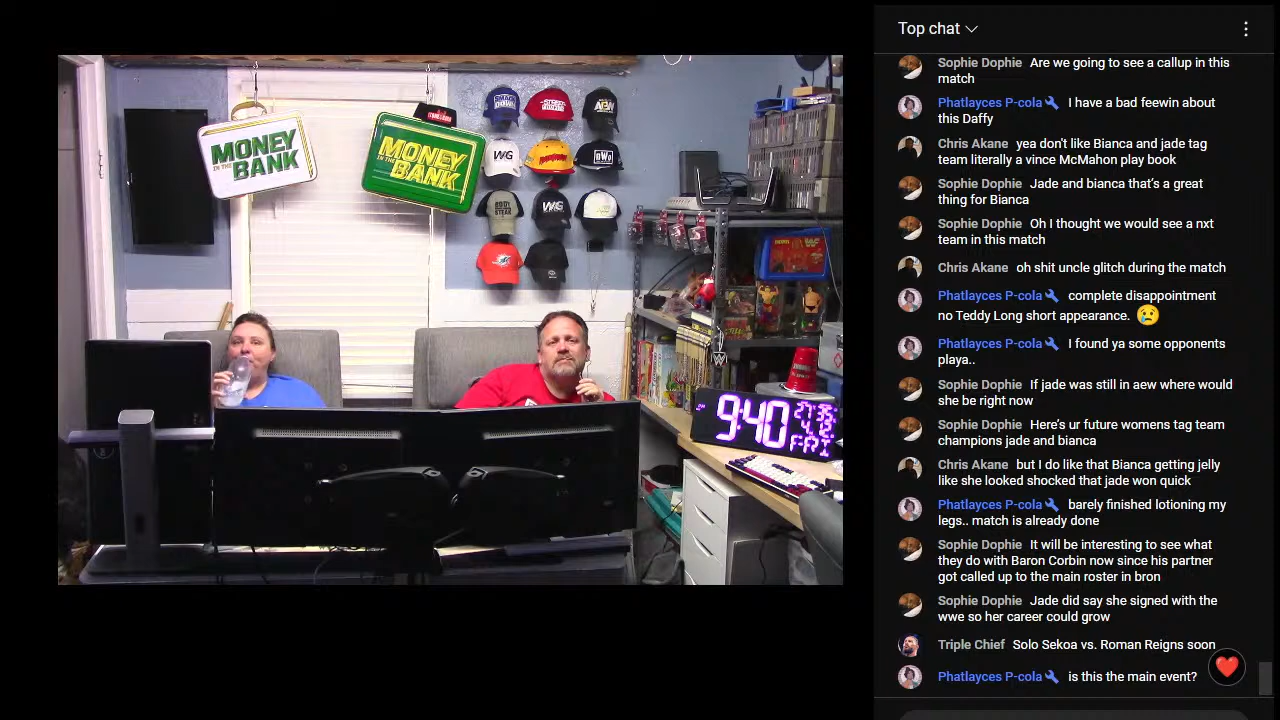 Top chat
Sophie Dophie Are we going to see a callup in this
match
Phatlayces P-cola I have a bad feewin about
this Daffy
Chris Akane yea don't like Bianca and jade tag
team literally a vince McMahon play book
Sophie Dophie Jade and bianca that's a great
thing for Bianca
Sophie Dophie Oh I thought we would see a nxt
team in this match
Chris Akane oh shit uncle glitch during the match
Phatlayces P-cola complete disappointment
no Teddy Long short appearance. 😢
Phatlayces P-cola I found ya some opponents
playa..
Sophie Dophie If jade was still in aew where would
she be right now
Sophie Dophie Here's ur future womens tag team
champions jade and bianca
Chris Akane but I do like that Bianca getting jelly
like she looked shocked that jade won quick
Phatlayces P-cola barely finished lotioning my
legs.. match is already done
Sophie Dophie It will be interesting to see what
they do with Baron Corbin now since his partner
got called up to the main roster in bron
Sophie Dophie Jade did say she signed with the
wwe so her career could grow
Triple Chief Solo Sekoa vs. Roman Reigns soon
Phatlayces P-cola is this the main event?
MONEY
IN THE BANK
MONEY
IN THE BANK
AEW
WG
nWo
BODY
WG
9:40
FRI